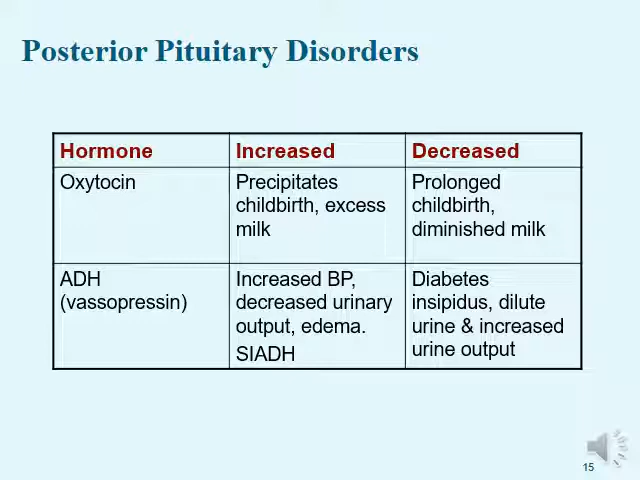 Posterior Pituitary Disorders
Hormone
Increased
Decreased
Oxytocin
Precipitates
childbirth, excess
milk
Prolonged
childbirth,
diminished milk
ADH
(vassopressin)
Increased BP,
decreased urinary
output, edema.
SIADH
Diabetes
insipidus, dilute
urine & increased
urine output
15